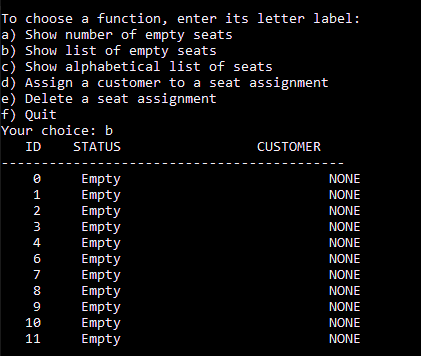 To choose a function, enter its letter label:
a) Show number of empty seats
b) Show list of empty seats
c) Show alphabetical list of seats
d) Assign a customer to a seat assignment
e) Delete a seat assignment
f) Quit
Your choice: b
ID STATUS CUSTOMER
-------------------------------------------
0 Empty NONE
1 Empty NONE
2 Empty NONE
3 Empty NONE
4 Empty NONE
6 Empty NONE
7 Empty NONE
8 Empty NONE
9 Empty NONE
10 Empty NONE
11 Empty NONE